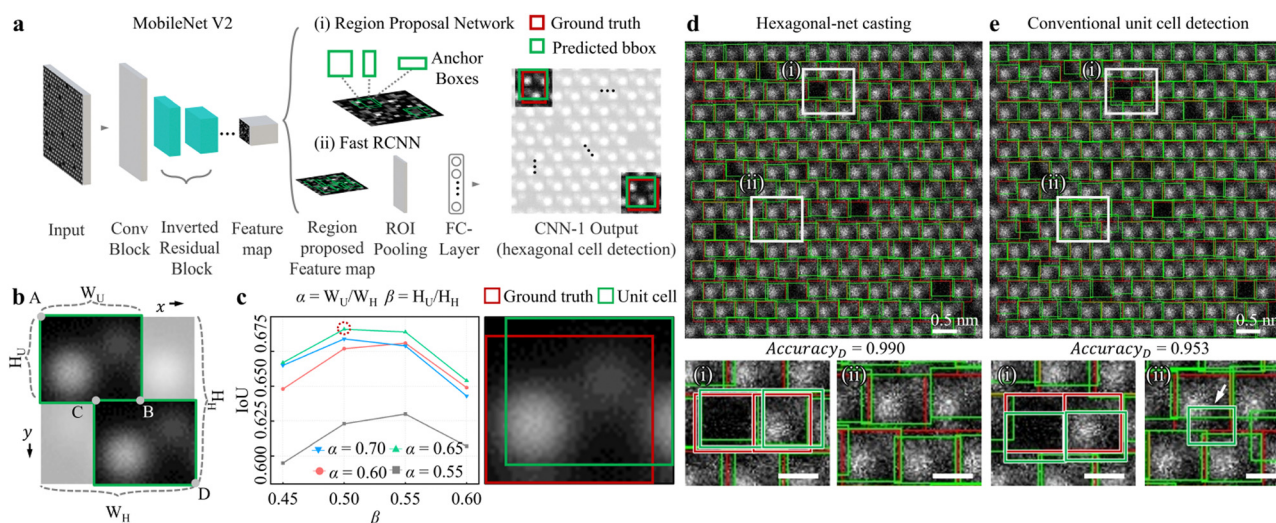 a
MobileNet V2
(i) Region Proposal Network
Anchor
Boxes
(ii) Fast RCNN
Ground truth
Predicted bbox
Input
Conv
Block
Inverted
Residual
Block
Feature
map
Region
proposed
Feature map
ROI
Pooling
FC-
Layer
CNN-1 Output
(hexagonal cell detection)
b
A
W_U
x
H_U
C
B
H_H
y
D
W_H
c
α = W_U/W_H β = H_U/H_H
Ground truth
Unit cell
IoU
0.675
0.650
0.625
0.600
α = 0.70
α = 0.65
α = 0.60
α = 0.55
0.45
0.50
0.55
0.60
β
d
Hexagonal-net casting
(i)
(ii)
0.5 nm
Accuracy_D = 0.990
(i)
(ii)
e
Conventional unit cell detection
(i)
(ii)
0.5 nm
Accuracy_D = 0.953
(i)
(ii)